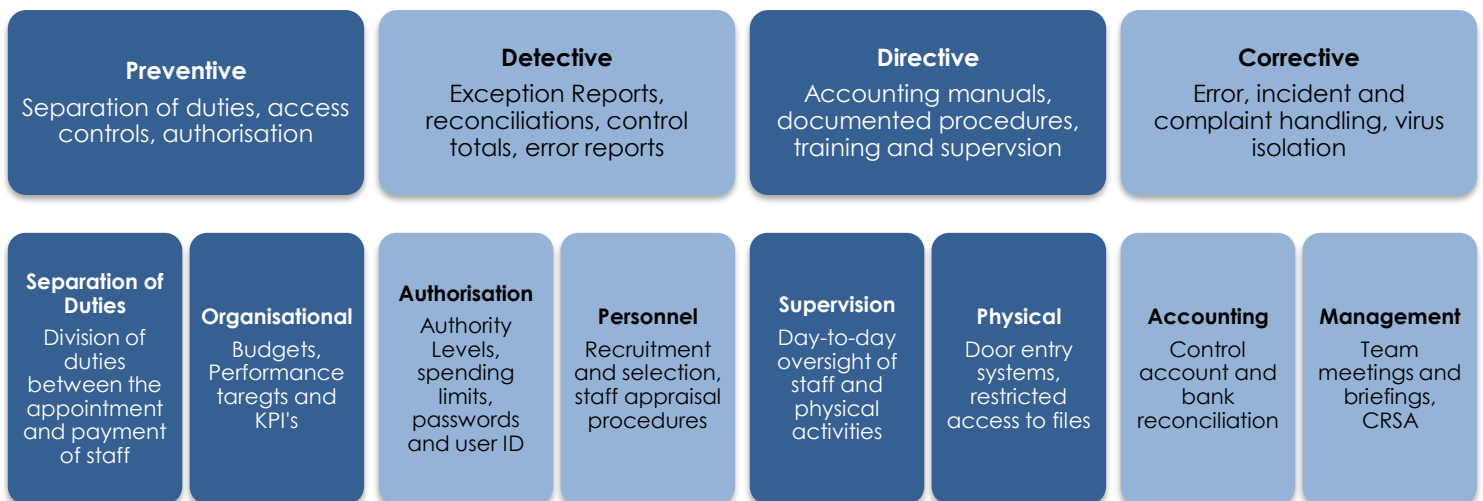 Preventive
Separation of duties, access
controls, authorisation
Detective
Exception Reports,
reconciliations, control
totals, error reports
Directive
Accounting manuals,
documented procedures,
training and supervsion
Corrective
Error, incident and
complaint handling, virus
isolation
Separation of
Duties
Division of
duties
between the
appointment
and payment
of staff
Organisational
Budgets,
Performance
taregts and
KPI's
Authorisation
Authority
Levels,
spending
limits,
passwords
and user ID
Personnel
Recruitment
and selection,
staff appraisal
procedures
Supervision
Day-to-day
oversight of
staff and
physical
activities
Physical
Door entry
systems,
restricted
access to files
Accounting
Control
account and
bank
reconciliation
Management
Team
meetings and
briefings,
CRSA